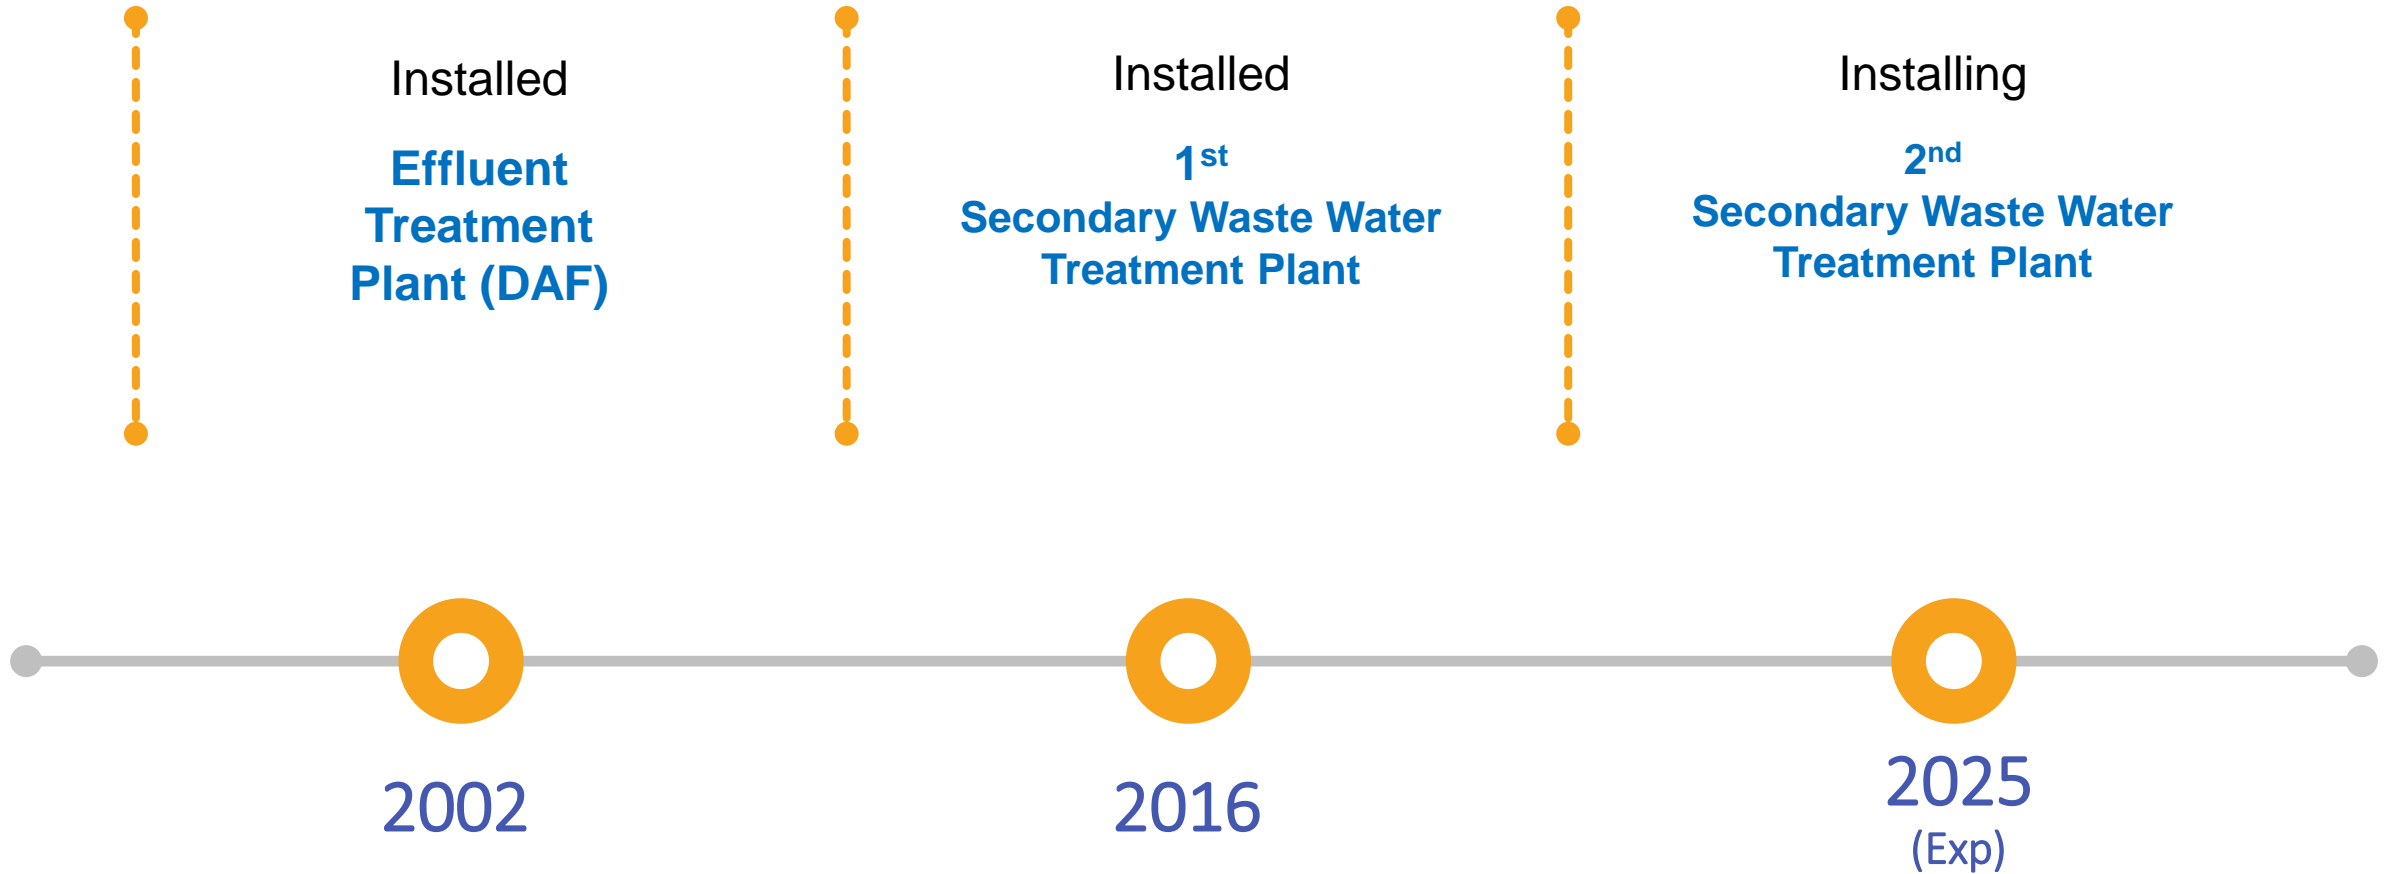 Installed
Effluent
Treatment
Plant (DAF)
Installed
1st
Secondary Waste Water
Treatment Plant
Installing
2nd
Secondary Waste Water
Treatment Plant
2002
2016
2025
(Exp)